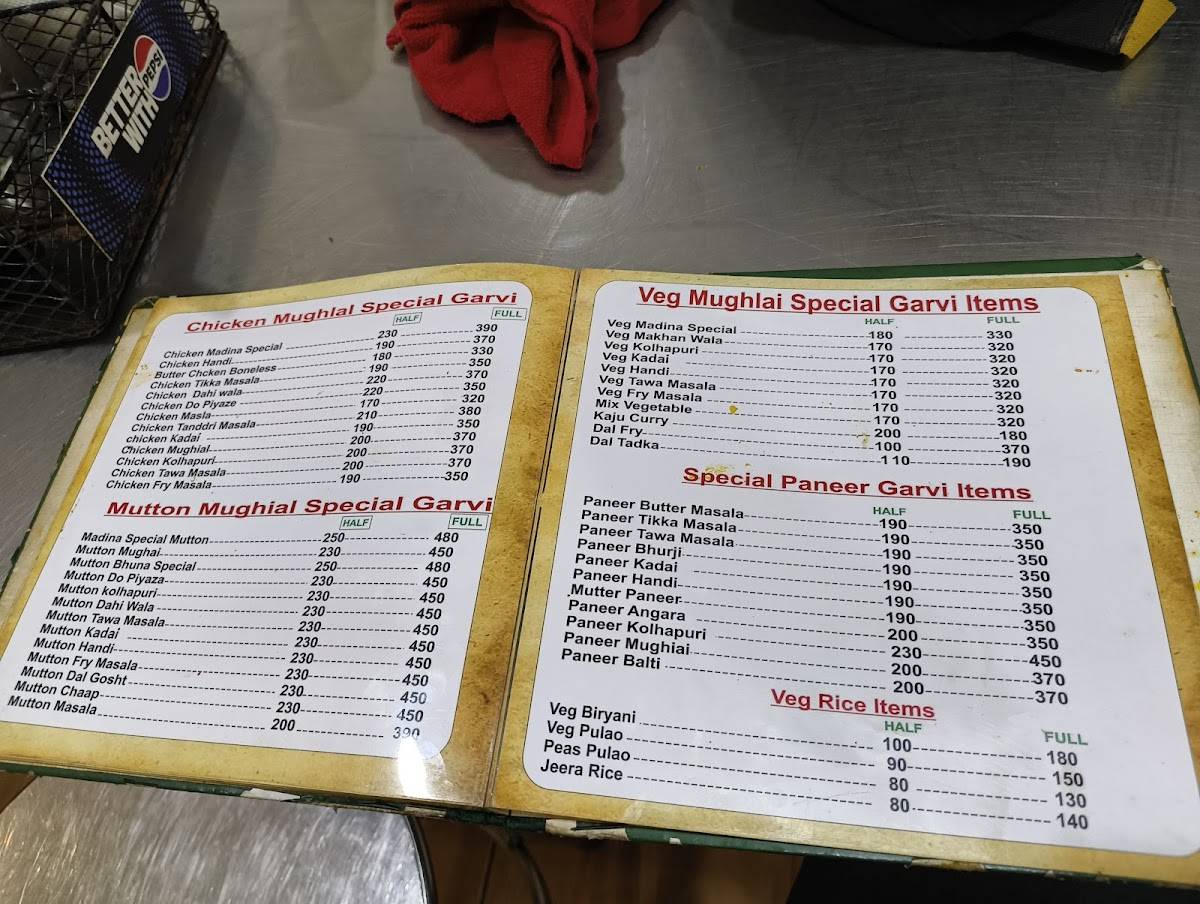 BETTER
WITH PEPSI
Chicken Mughlal Special Garvi
HALF FULL
Chicken Madina Special 230 390
Chicken Handi 190 370
Butter Chcken Boneless 180 330
Chicken Tikka Masala 190 350
Chicken Dahi wala 220 370
Chicken Do Piyaze 220 350
Chicken Masla 170 320
Chicken Tanddri Masala 210 380
chicken Kadai 190 350
Chicken Mughial 200 370
Chicken Kolhapuri 200 370
Chicken Tawa Masala 200 370
Chicken Fry Masala 190 350
Mutton Mughial Special Garvi
HALF FULL
Madina Special Mutton 250 480
Mutton Mughai 230 450
Mutton Bhuna Special 250 480
Mutton Do Piyaza 230 450
Mutton kolhapuri 230 450
Mutton Dahi Wala 230 450
Mutton Tawa Masala 230 450
Mutton Kadai 230 450
Mutton Handi 230 450
Mutton Fry Masala 230 450
Mutton Dal Gosht 230 450
Mutton Chaap 230 450
Mutton Masala 200 390
Veg Mughlai Special Garvi Items
HALF FULL
Veg Madina Special 180 330
Veg Makhan Wala 170 320
Veg Kolhapuri 170 320
Veg Kadai 170 320
Veg Handi 170 320
Veg Tawa Masala 170 320
Veg Fry Masala 170 320
Mix Vegetable 170 320
Kaju Curry 200 180
Dal Fry 100 370
Dal Tadka 110 190
Special Paneer Garvi Items
HALF FULL
Paneer Butter Masala 190 350
Paneer Tikka Masala 190 350
Paneer Tawa Masala 190 350
Paneer Bhurji 190 350
Paneer Kadai 190 350
Paneer Handi 190 350
Mutter Paneer 190 350
Paneer Angara 200 350
Paneer Kolhapuri 230 450
Paneer Mughiai 200 370
Paneer Balti 200 370
Veg Rice Items
HALF FULL
Veg Biryani 100 180
Veg Pulao 90 150
Peas Pulao 80 130
Jeera Rice 80 140